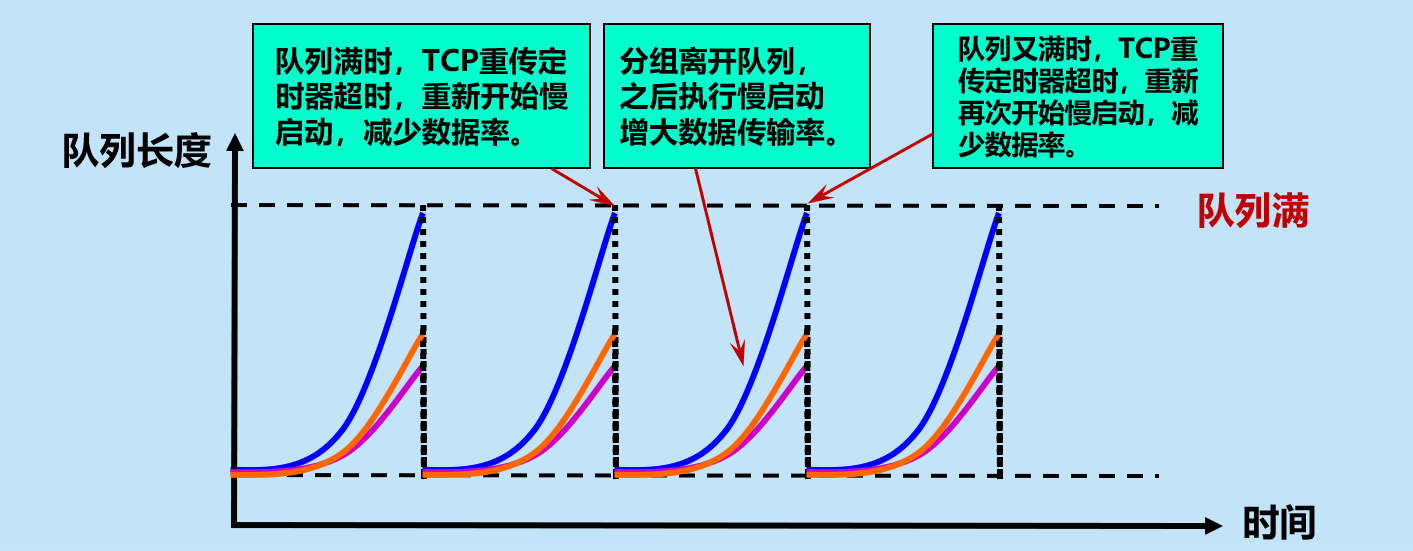 队列满时，TCP重传定
时器超时，重新开始慢
启动，减少数据率。
分组离开队列，
之后执行慢启动
增大数据传输率。
队列又满时，TCP重
传定时器超时，重新
再次开始慢启动，减
少数据率。
队列长度
队列满
时间